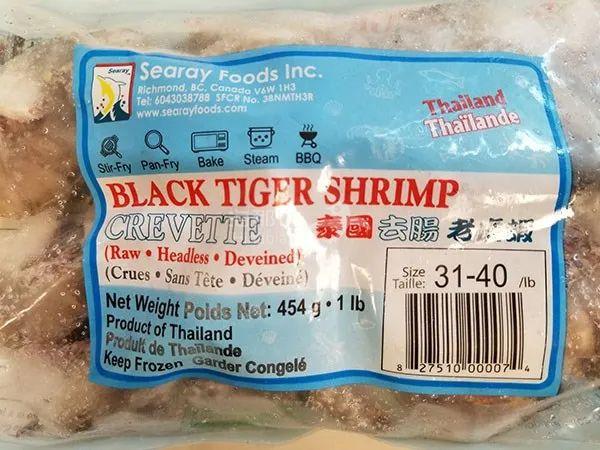 Searay
Searay Foods Inc.
Richmond, BC, Canada V6W 1H3
Tel: 6043038788 SFCR No. 38NMTH3R
www.searayfoods.com
Thailand
Thaïlande
Stir-Fry Pan-Fry Bake Steam BBQ
BLACK TIGER SHRIMP
CREVETTE 泰國 去腸 老虎蝦
(Raw • Headless • Deveined)
(Crues • Sans Tête • Déveiné)
Size
Taille: 31-40 /lb
Net Weight Poids Net: 454 g • 1 lb
Product of Thailand
Produit de Thaïlande
Keep Frozen Garder Congelé
8 27510 00007 4